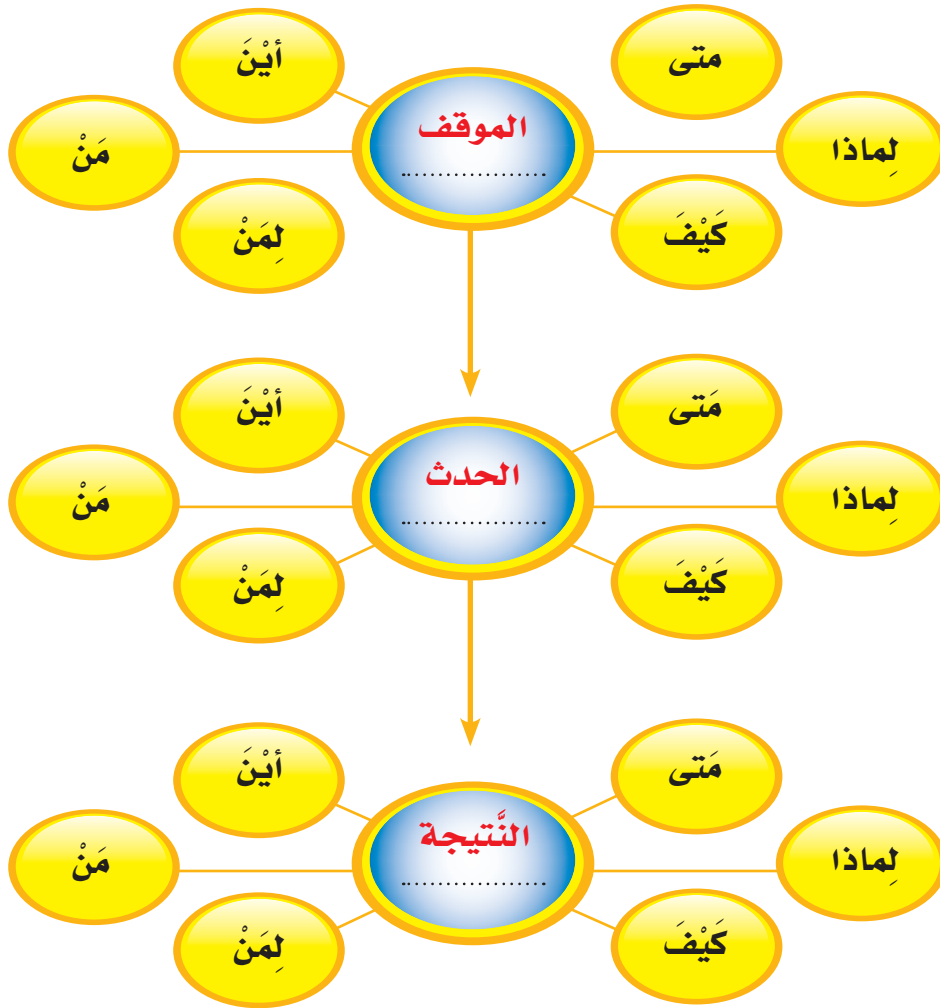 متى
أيْنَ
الموقف
................
لِماذا
مَنْ
كَيْفَ
لِمَنْ
مَتى
أيْنَ
الحدث
................
لِماذا
مَنْ
كَيْفَ
لِمَنْ
مَتى
أيْنَ
النَّتيجة
................
لِماذا
مَنْ
كَيْفَ
لِمَنْ